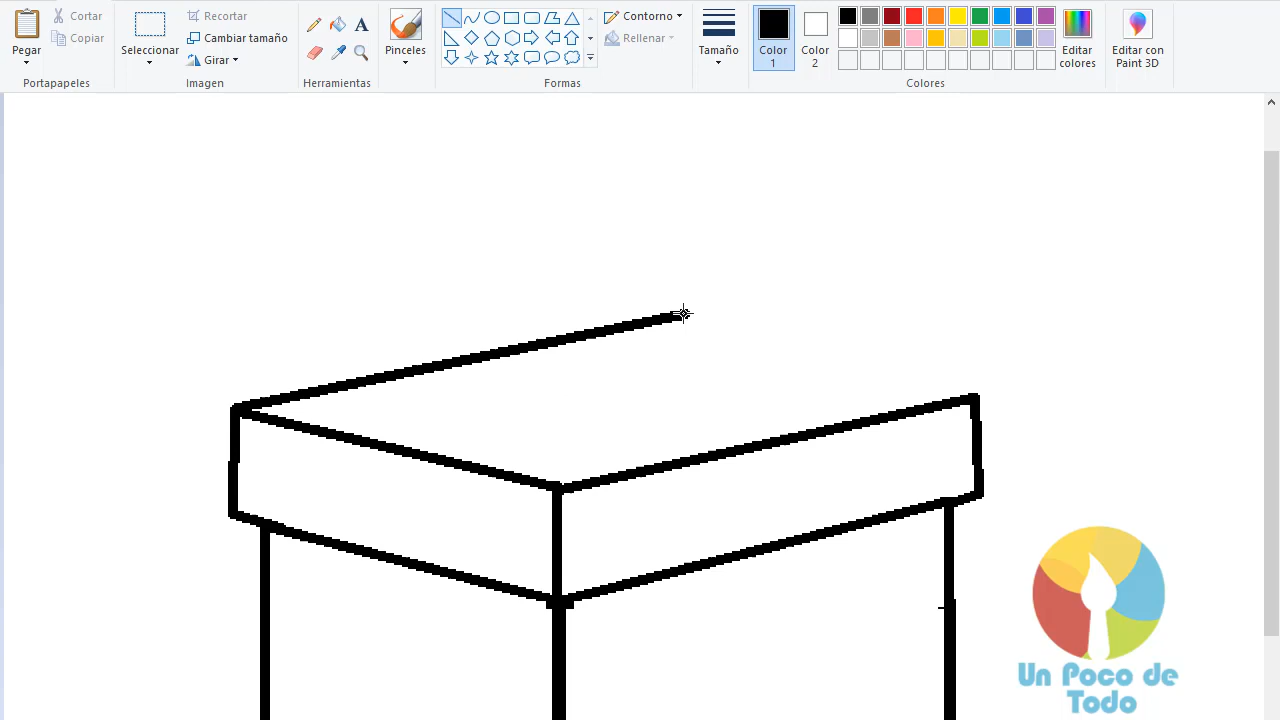 Pegar
Cortar
Copiar
Portapapeles
Seleccionar
Recortar
Cambiar tamaño
Girar
Imagen
A
Herramientas
Pinceles
Contorno
Rellenar
Formas
Tamaño
Color
1
Color
2
Editar
colores
Colores
Editar con
Paint 3D
Un Poco de
Todo